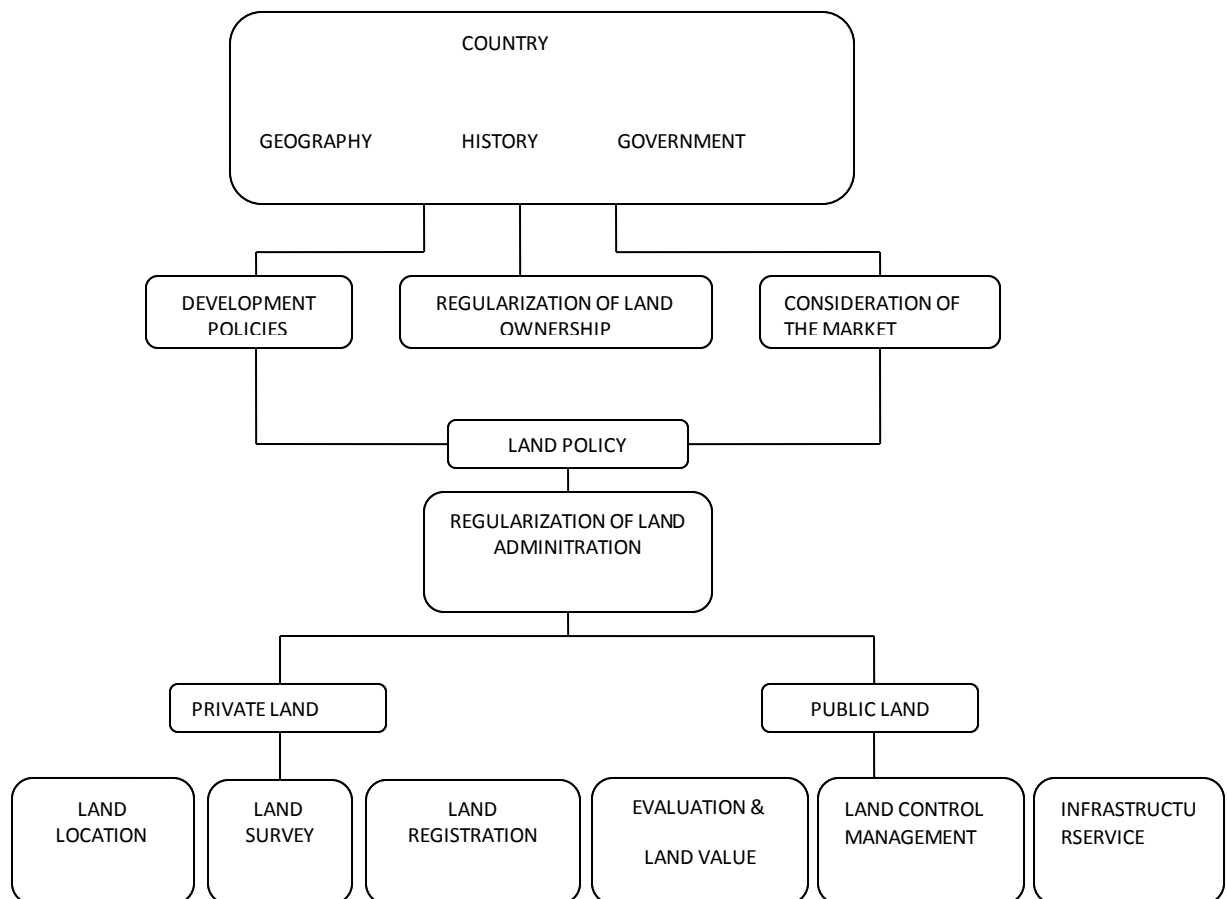 COUNTRY
GEOGRAPHY HISTORY GOVERNMENT
DEVELOPMENT
POLICIES
REGULARIZATION OF LAND
OWNERSHIP
CONSIDERATION OF
THE MARKET
LAND POLICY
REGULARIZATION OF LAND
ADMINITRATION
PRIVATE LAND
PUBLIC LAND
LAND
LOCATION
LAND
SURVEY
LAND
REGISTRATION
EVALUATION &
LAND VALUE
LAND CONTROL
MANAGEMENT
INFRASTRUCTU
RSERVICE